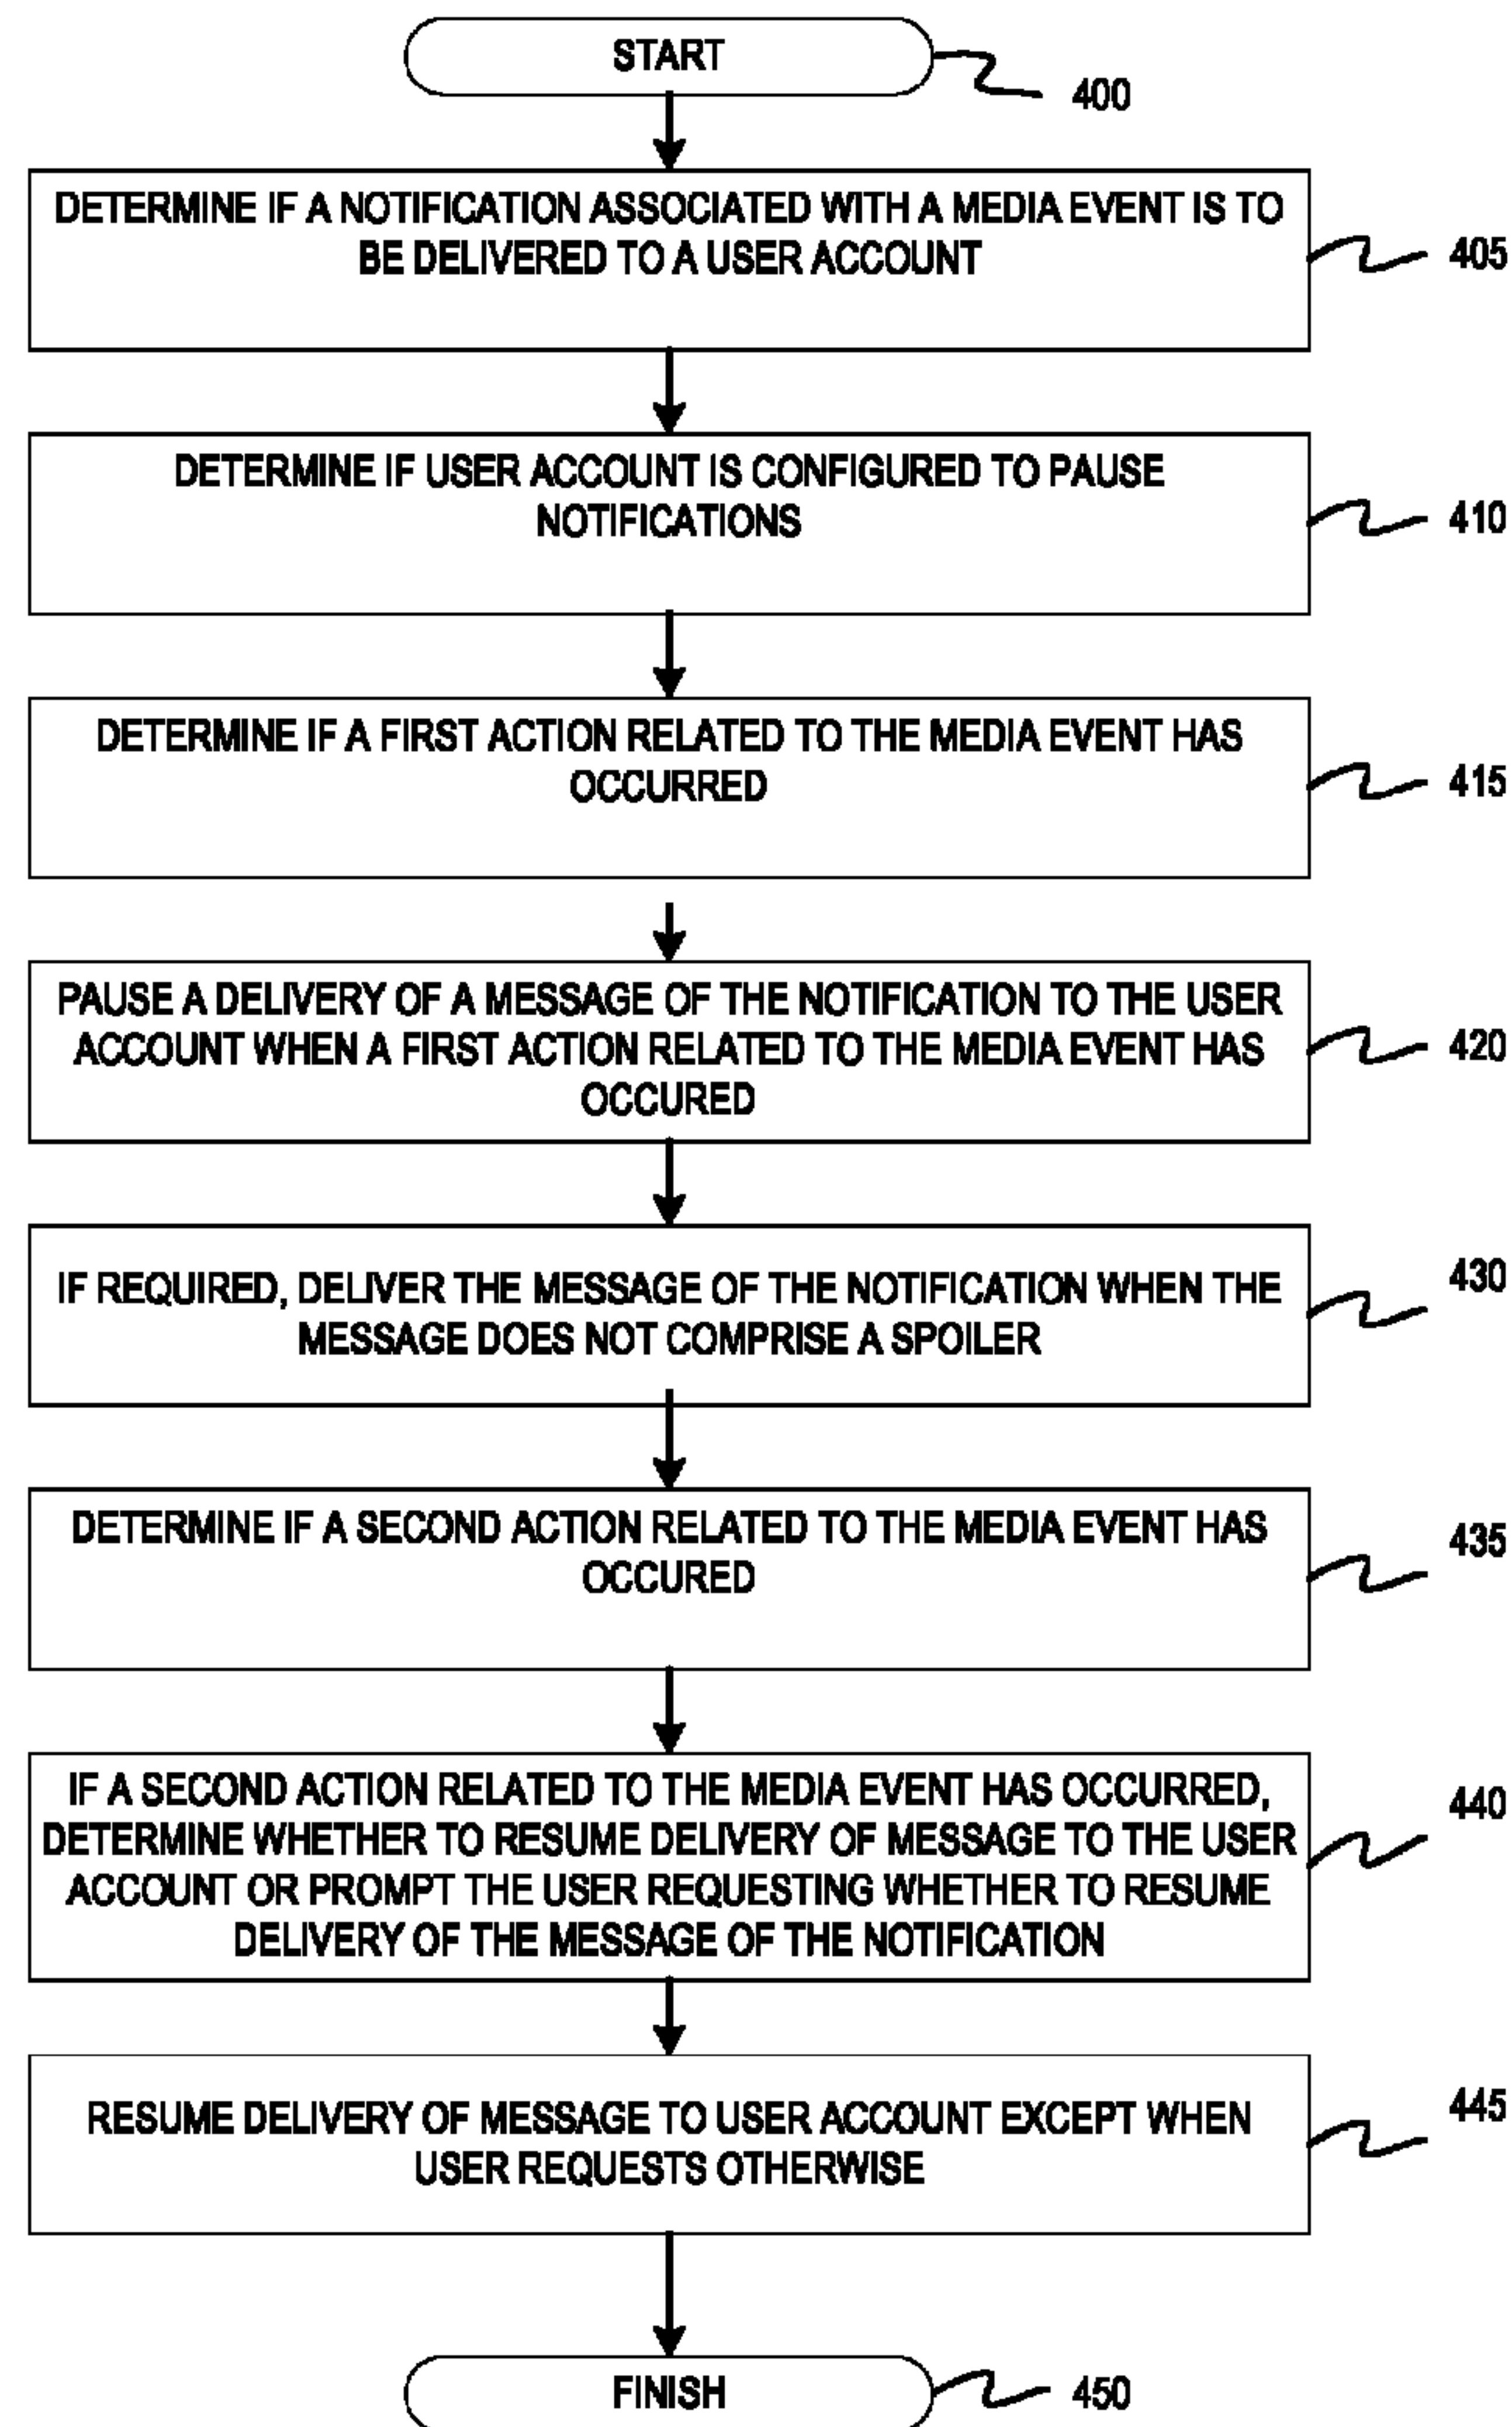 START
400
DETERMINE IF A NOTIFICATION ASSOCIATED WITH A MEDIA EVENT IS TO
BE DELIVERED TO A USER ACCOUNT
405
DETERMINE IF USER ACCOUNT IS CONFIGURED TO PAUSE
NOTIFICATIONS
410
DETERMINE IF A FIRST ACTION RELATED TO THE MEDIA EVENT HAS
OCCURRED
415
PAUSE A DELIVERY OF A MESSAGE OF THE NOTIFICATION TO THE USER
ACCOUNT WHEN A FIRST ACTION RELATED TO THE MEDIA EVENT HAS
OCCURED
420
IF REQUIRED, DELIVER THE MESSAGE OF THE NOTIFICATION WHEN THE
MESSAGE DOES NOT COMPRISE A SPOILER
430
DETERMINE IF A SECOND ACTION RELATED TO THE MEDIA EVENT HAS
OCCURED
435
IF A SECOND ACTION RELATED TO THE MEDIA EVENT HAS OCCURRED,
DETERMINE WHETHER TO RESUME DELIVERY OF MESSAGE TO THE USER
ACCOUNT OR PROMPT THE USER REQUESTING WHETHER TO RESUME
DELIVERY OF THE MESSAGE OF THE NOTIFICATION
440
RESUME DELIVERY OF MESSAGE TO USER ACCOUNT EXCEPT WHEN
USER REQUESTS OTHERWISE
445
FINISH
450